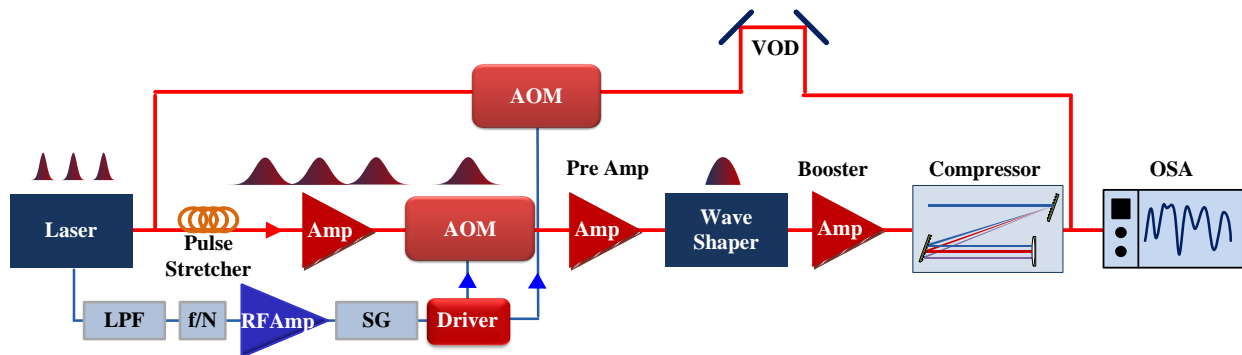 VOD
AOM
Pre Amp
Booster
Compressor
OSA
Laser
Pulse
Stretcher
Amp
AOM
Wave
Shaper
Amp
LPF
f/N
RFAmp
SG
Driver